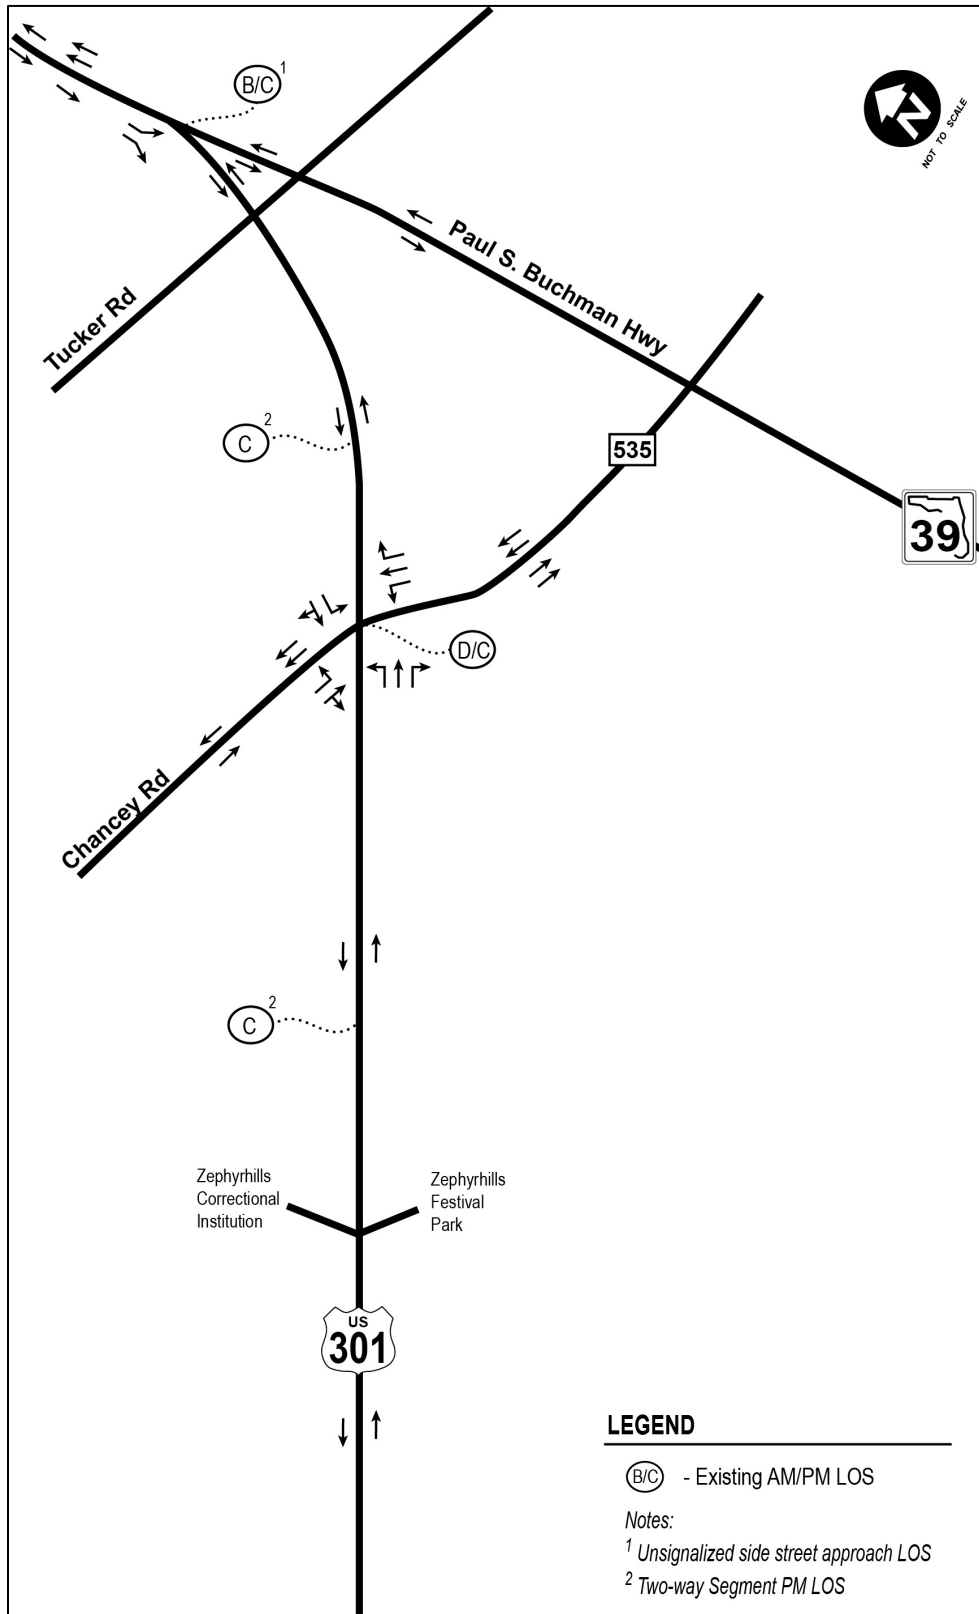 B/C 1
N
NOT TO SCALE
Paul S. Buchman Hwy
Tucker Rd
C 2
535
39
D/C
Chancey Rd
C 2
Zephyrhills
Correctional
Institution
Zephyrhills
Festival
Park
US
301
LEGEND
B/C - Existing AM/PM LOS
Notes:
1 Unsignalized side street approach LOS
2 Two-way Segment PM LOS